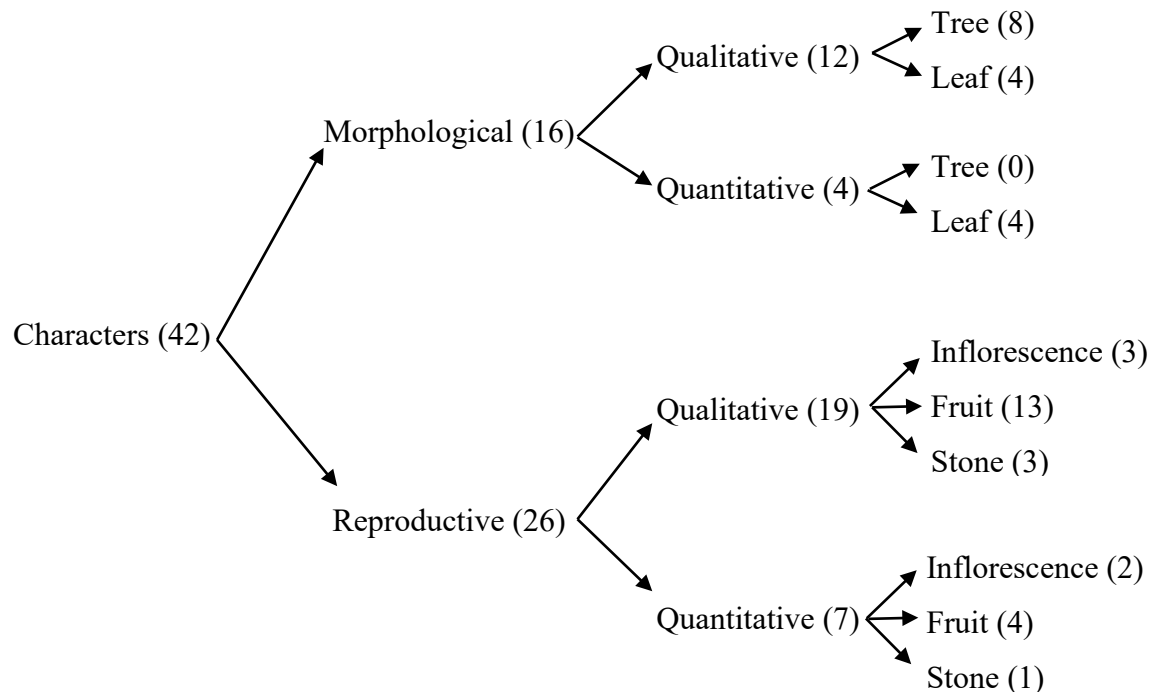 Tree (8)
Qualitative (12)
Leaf (4)
Morphological (16)
Tree (0)
Quantitative (4)
Leaf (4)
Characters (42)
Inflorescence (3)
Qualitative (19)
Fruit (13)
Stone (3)
Reproductive (26)
Inflorescence (2)
Quantitative (7)
Fruit (4)
Stone (1)